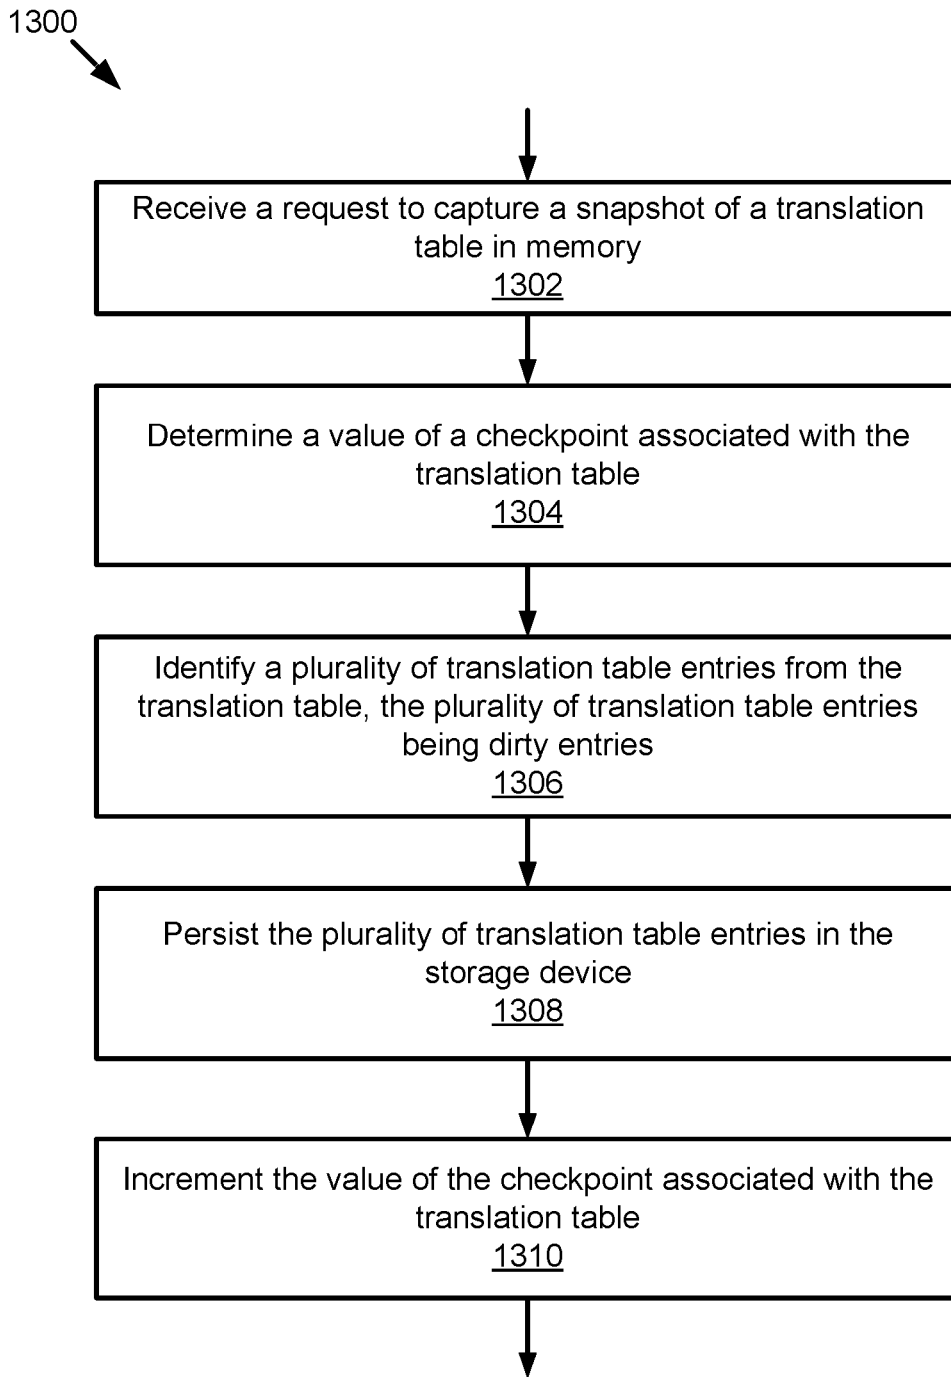 1300
Receive a request to capture a snapshot of a translation
table in memory
1302
Determine a value of a checkpoint associated with the
translation table
1304
Identify a plurality of translation table entries from the
translation table, the plurality of translation table entries
being dirty entries
1306
Persist the plurality of translation table entries in the
storage device
1308
Increment the value of the checkpoint associated with the
translation table
1310